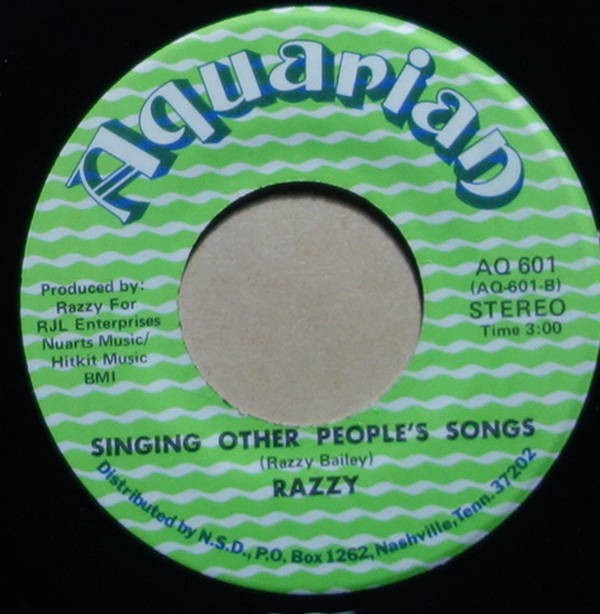 Aquarian
Produced by:
Razzy For
RJL Enterprises
Nuarts Music/
Hitkit Music
BMI
AQ 601
(AQ-601-B)
STEREO
Time 3:00
SINGING OTHER PEOPLE'S SONGS
(Razzy Bailey)
RAZZY
Distributed by N.S.D., P.O. Box 1262, Nashville, Tenn. 37202